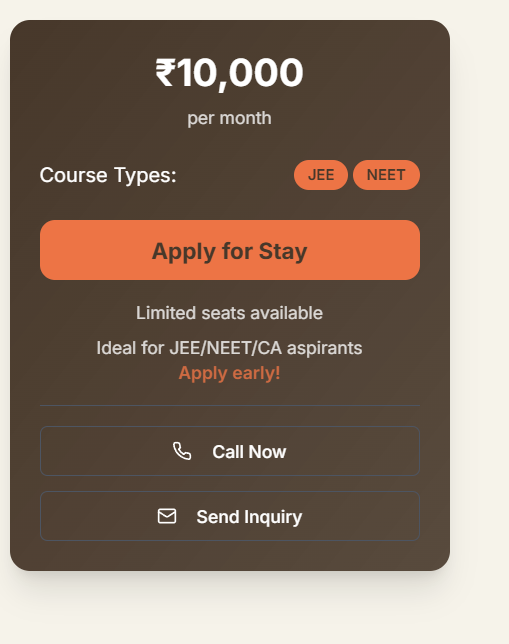 ₹10,000
per month
Course Types: JEE NEET
Apply for Stay
Limited seats available
Ideal for JEE/NEET/CA aspirants
Apply early!
Call Now
Send Inquiry